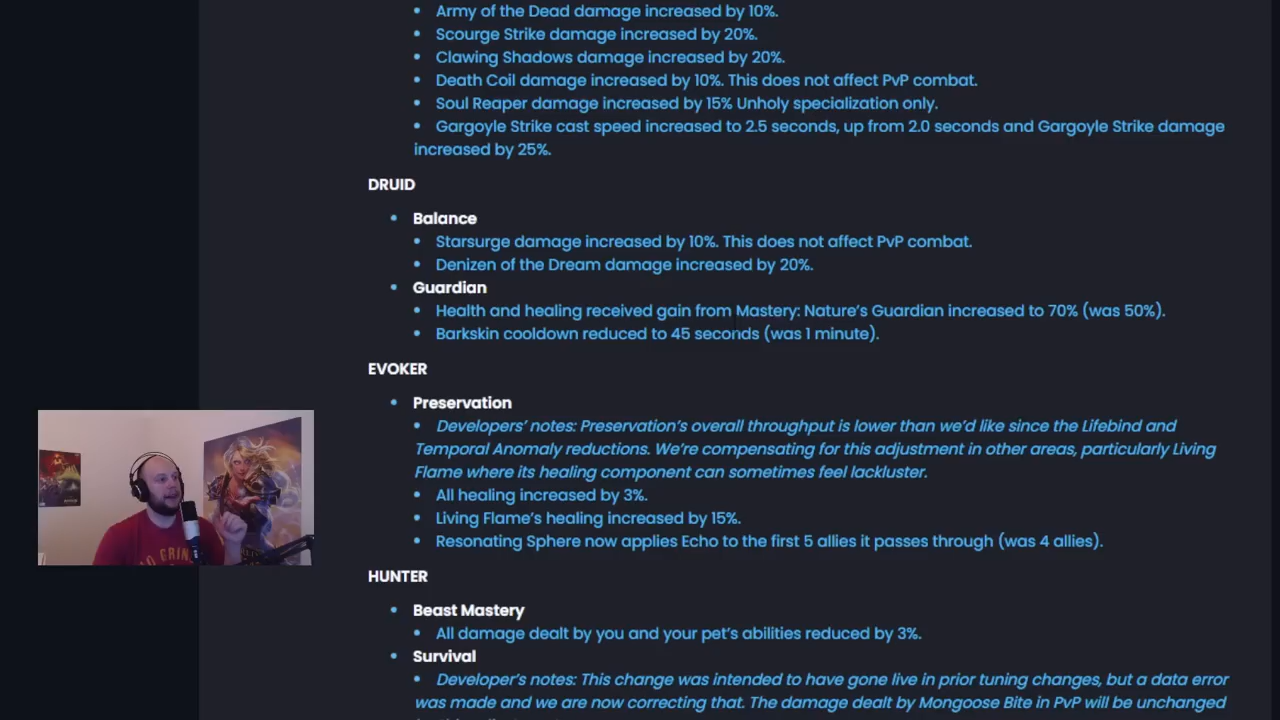 Army of the Dead damage increased by 10%.
Scourge Strike damage increased by 20%.
Clawing Shadows damage increased by 20%.
Death Coil damage increased by 10%. This does not affect PvP combat.
Soul Reaper damage increased by 15% Unholy specialization only.
Gargoyle Strike cast speed increased to 2.5 seconds, up from 2.0 seconds and Gargoyle Strike damage
increased by 25%.
DRUID
Balance
Starsurge damage increased by 10%. This does not affect PvP combat.
Denizen of the Dream damage increased by 20%.
Guardian
Health and healing received gain from Mastery: Nature's Guardian increased to 70% (was 50%).
Barkskin cooldown reduced to 45 seconds (was 1 minute).
EVOKER
Preservation
Developers' notes: Preservation's overall throughput is lower than we'd like since the Lifebind and
Temporal Anomaly reductions. We're compensating for this adjustment in other areas, particularly Living
Flame where its healing component can sometimes feel lackluster.
All healing increased by 3%.
Living Flame's healing increased by 15%.
Resonating Sphere now applies Echo to the first 5 allies it passes through (was 4 allies).
HUNTER
Beast Mastery
All damage dealt by you and your pet's abilities reduced by 3%.
Survival
Developer's notes: This change was intended to have gone live in prior tuning changes, but a data error
was made and we are now correcting that. The damage dealt by Mongoose Bite in PvP will be unchanged